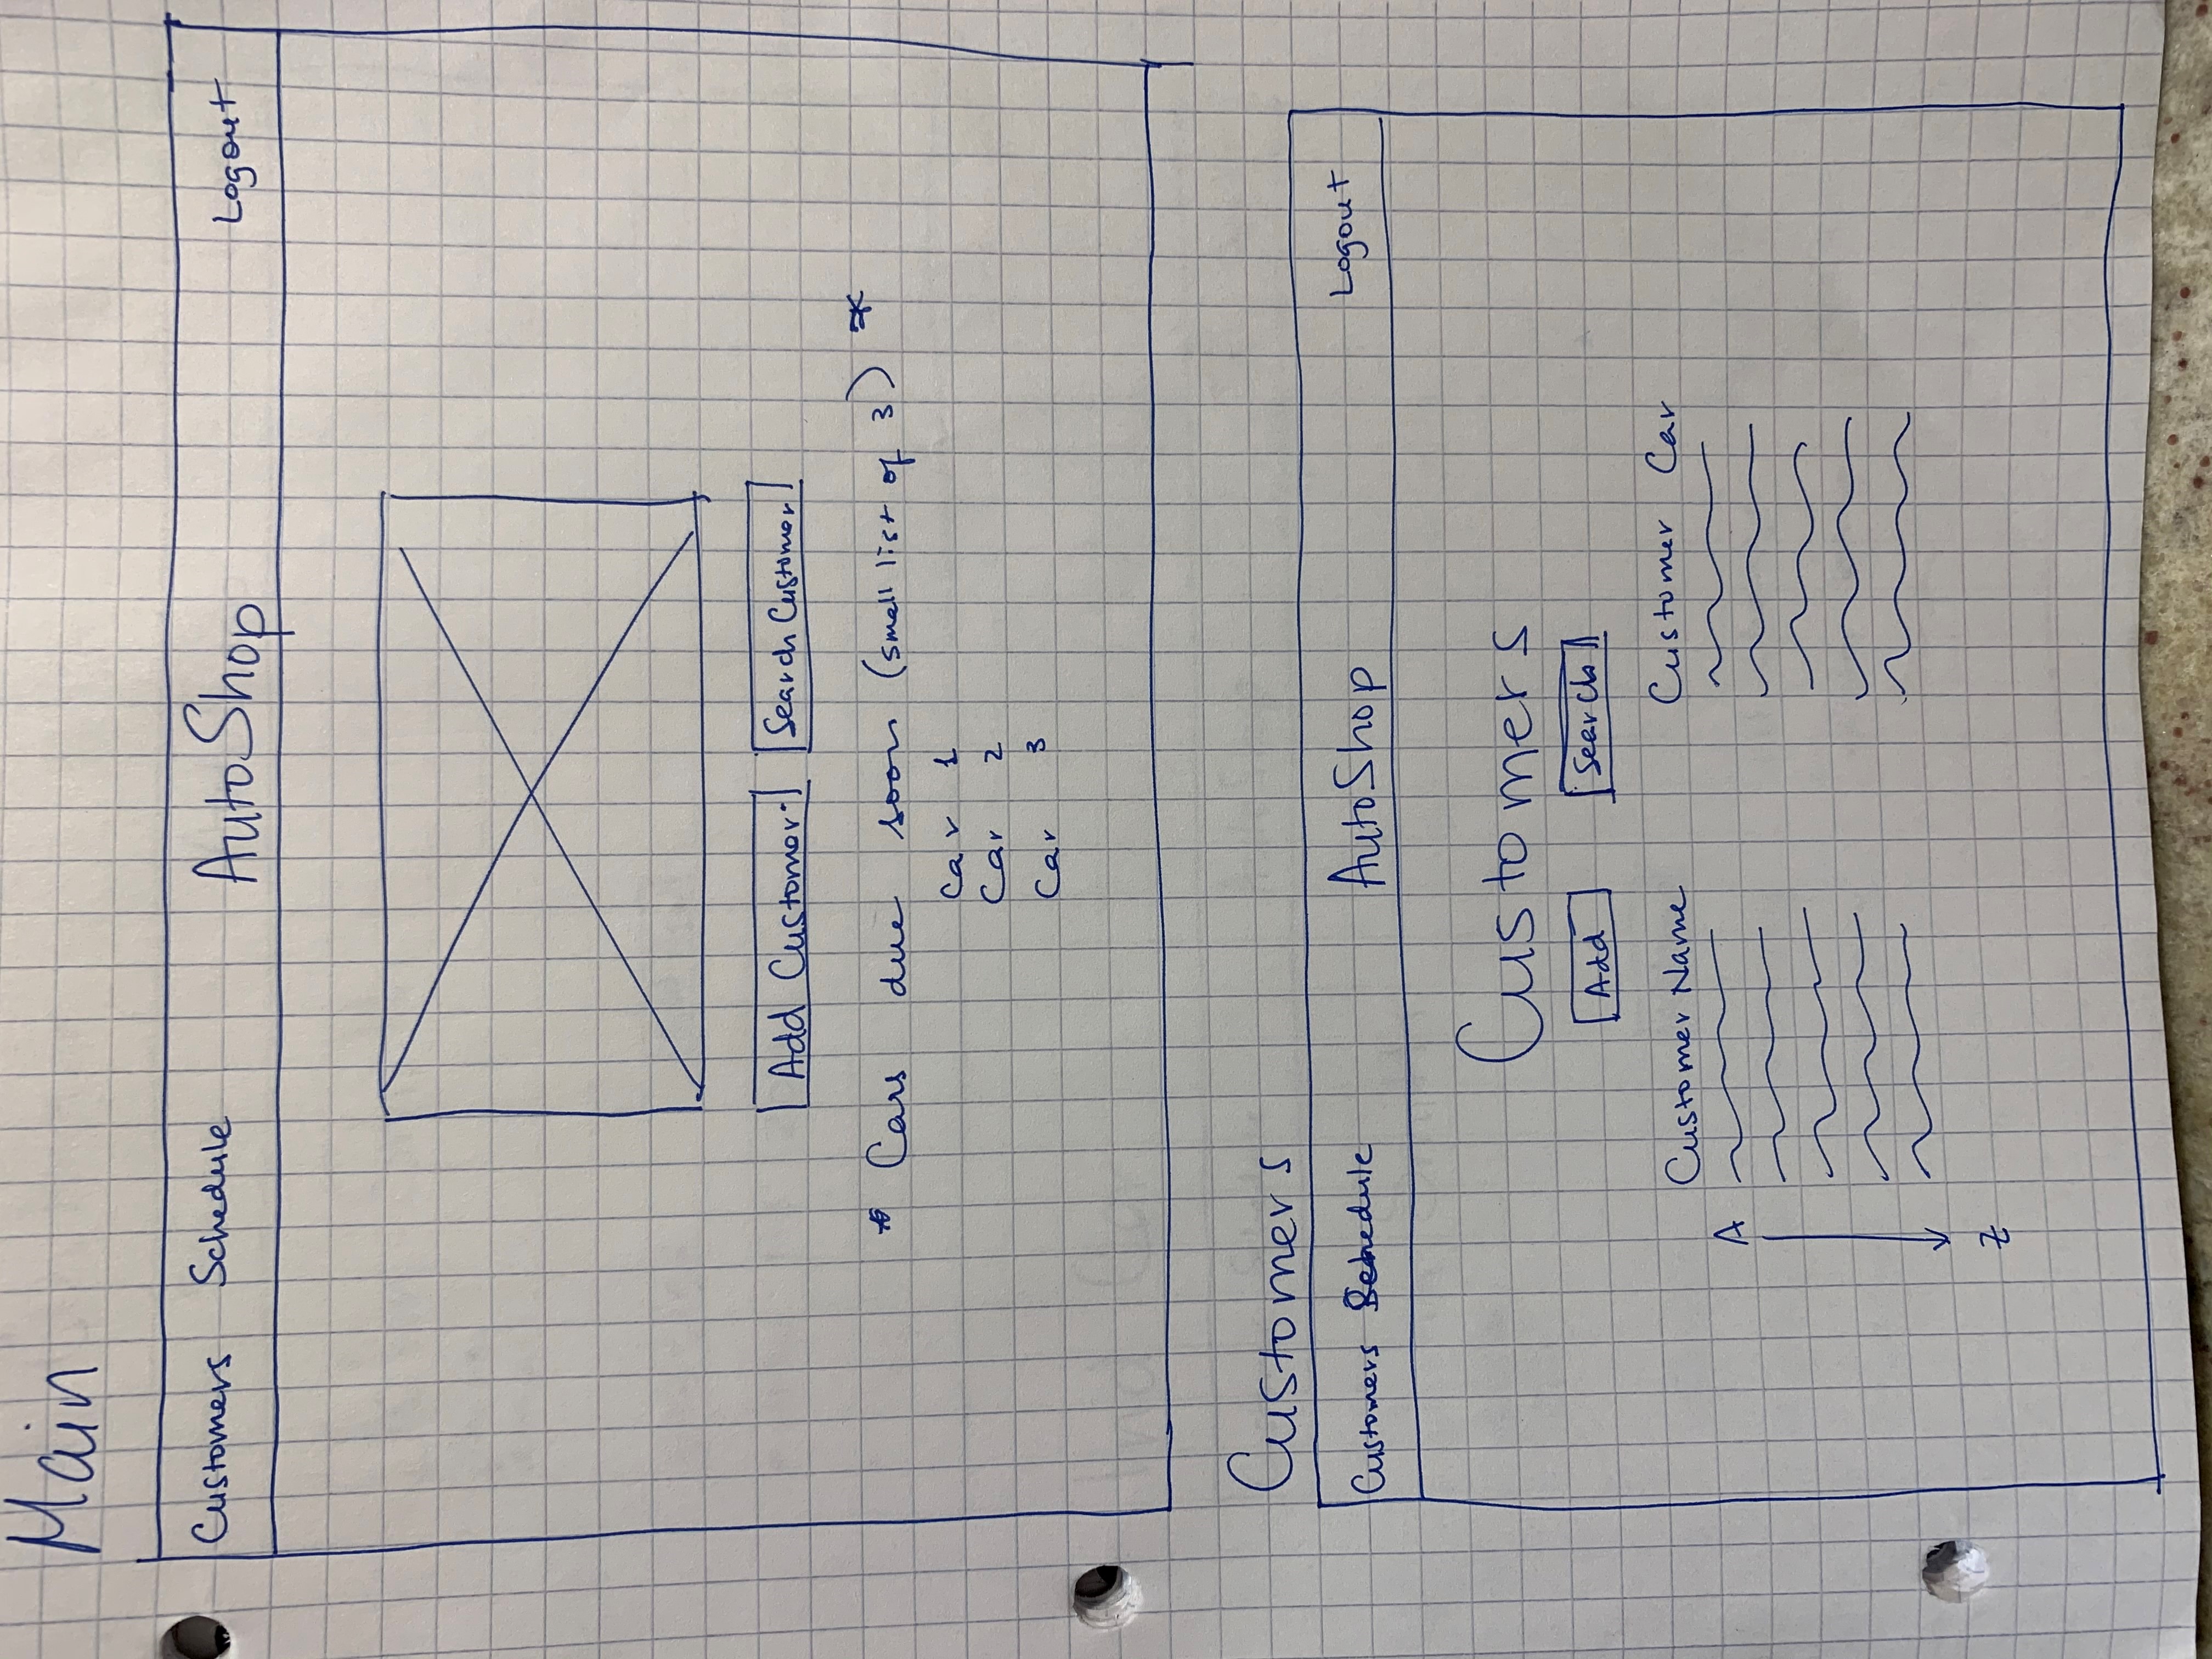 Main
Customers Schedule AutoShop Logout
Add Customer Search Customer
* Cars due soon (small list of 3) *
Car 1
Car 2
Car 3
Customers
Customers Schedule AutoShop Logout
Customers
Add Search
Customer Name Customer Car
A
Z